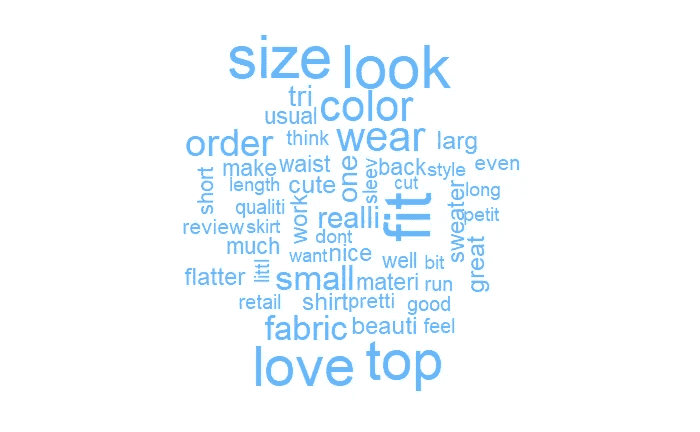 size look
tri color
usual
order think wear larg
short make waist one sleev back style even
length cute cut long
qualiti work realli fit sweater petit
review skirt dont
much want nice well bit great
flatter littl small materi run
retail shirt pretti good
fabric beauti feel
love top